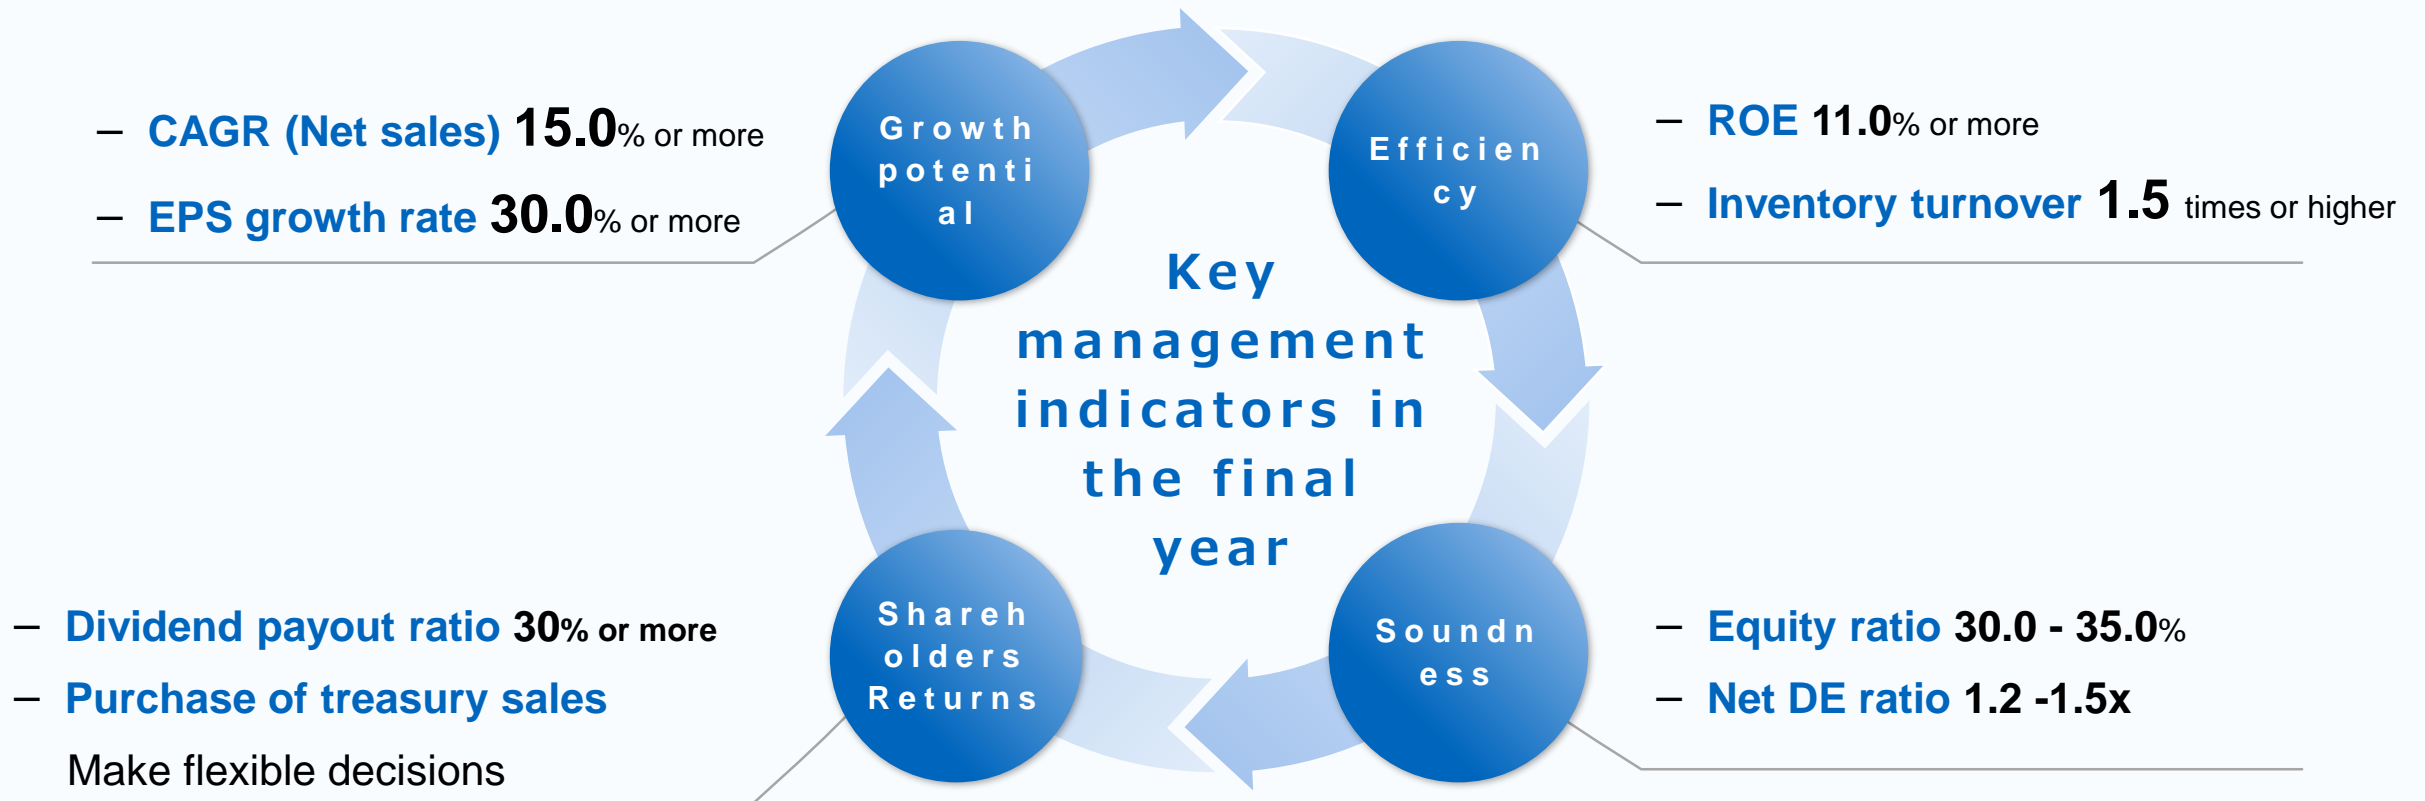 – CAGR (Net sales) 15.0% or more
– EPS growth rate 30.0% or more
Growth
potenti
al
Efficien
cy
– ROE 11.0% or more
– Inventory turnover 1.5 times or higher
Key
management
indicators in
the final
year
– Dividend payout ratio 30% or more
– Purchase of treasury sales
Make flexible decisions
Shareh
olders
Returns
Soundn
ess
– Equity ratio 30.0 - 35.0%
– Net DE ratio 1.2 -1.5x